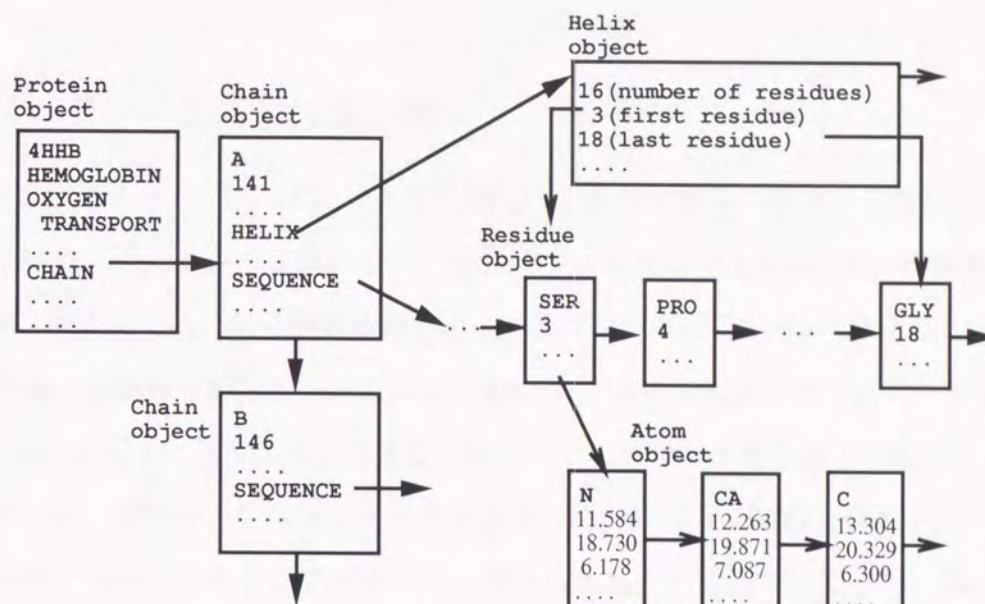 Protein
object
4HHB
HEMOGLOBIN
OXYGEN
TRANSPORT
....
CHAIN
....
....
Chain
object
A
141
....
HELIX
....
SEQUENCE
....
Chain
object
B
146
....
SEQUENCE
....
Helix
object
16(number of residues)
3(first residue)
18(last residue)
....
Residue
object
....
SER
3
...
PRO
4
...
....
GLY
18
...
Atom
object
N
11.584
18.730
6.178
....
CA
12.263
19.871
7.087
....
C
13.304
20.329
6.300
....